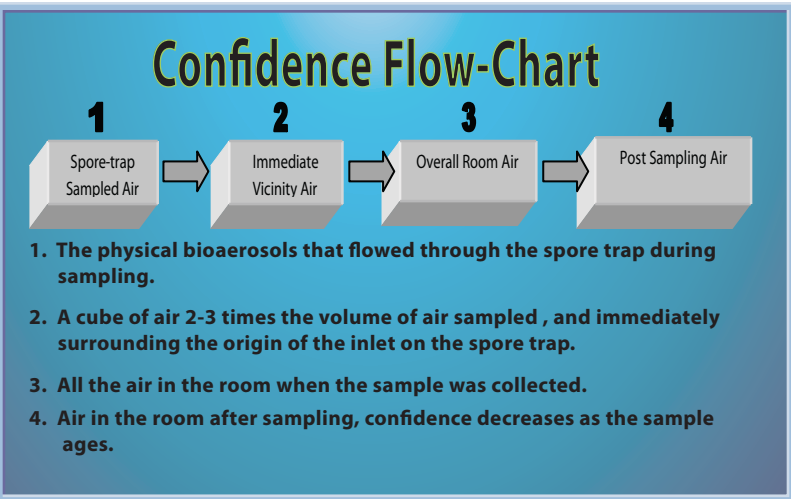 Confidence Flow-Chart
1 2 3 4
Spore-trap
Sampled Air
Immediate
Vicinity Air
Overall Room Air
Post Sampling Air
1. The physical bioaerosols that flowed through the spore trap during
sampling.
2. A cube of air 2-3 times the volume of air sampled , and immediately
surrounding the origin of the inlet on the spore trap.
3. All the air in the room when the sample was collected.
4. Air in the room after sampling, confidence decreases as the sample
ages.